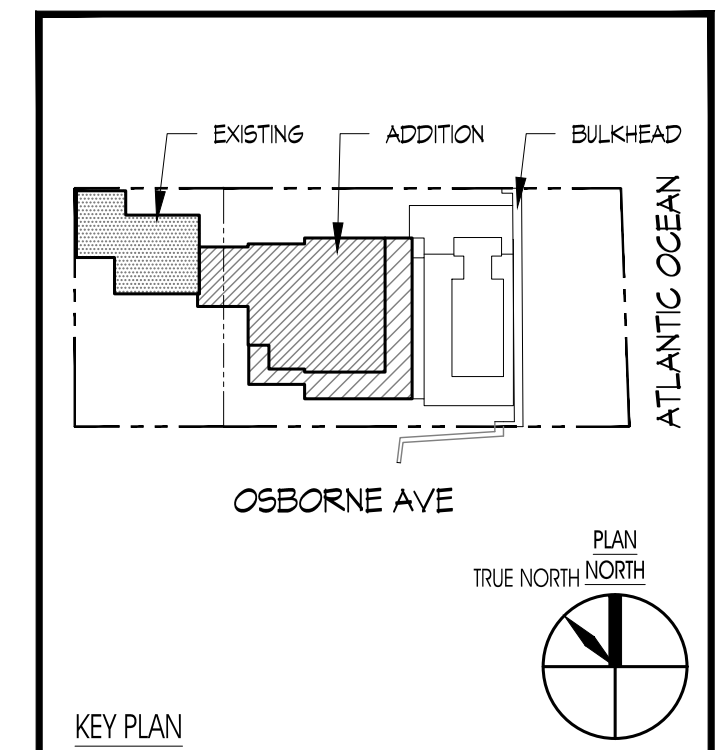 EXISTING
ADDITION
BULKHEAD
ATLANTIC OCEAN
OSBORNE AVE
PLAN
TRUE NORTH NORTH
KEY PLAN